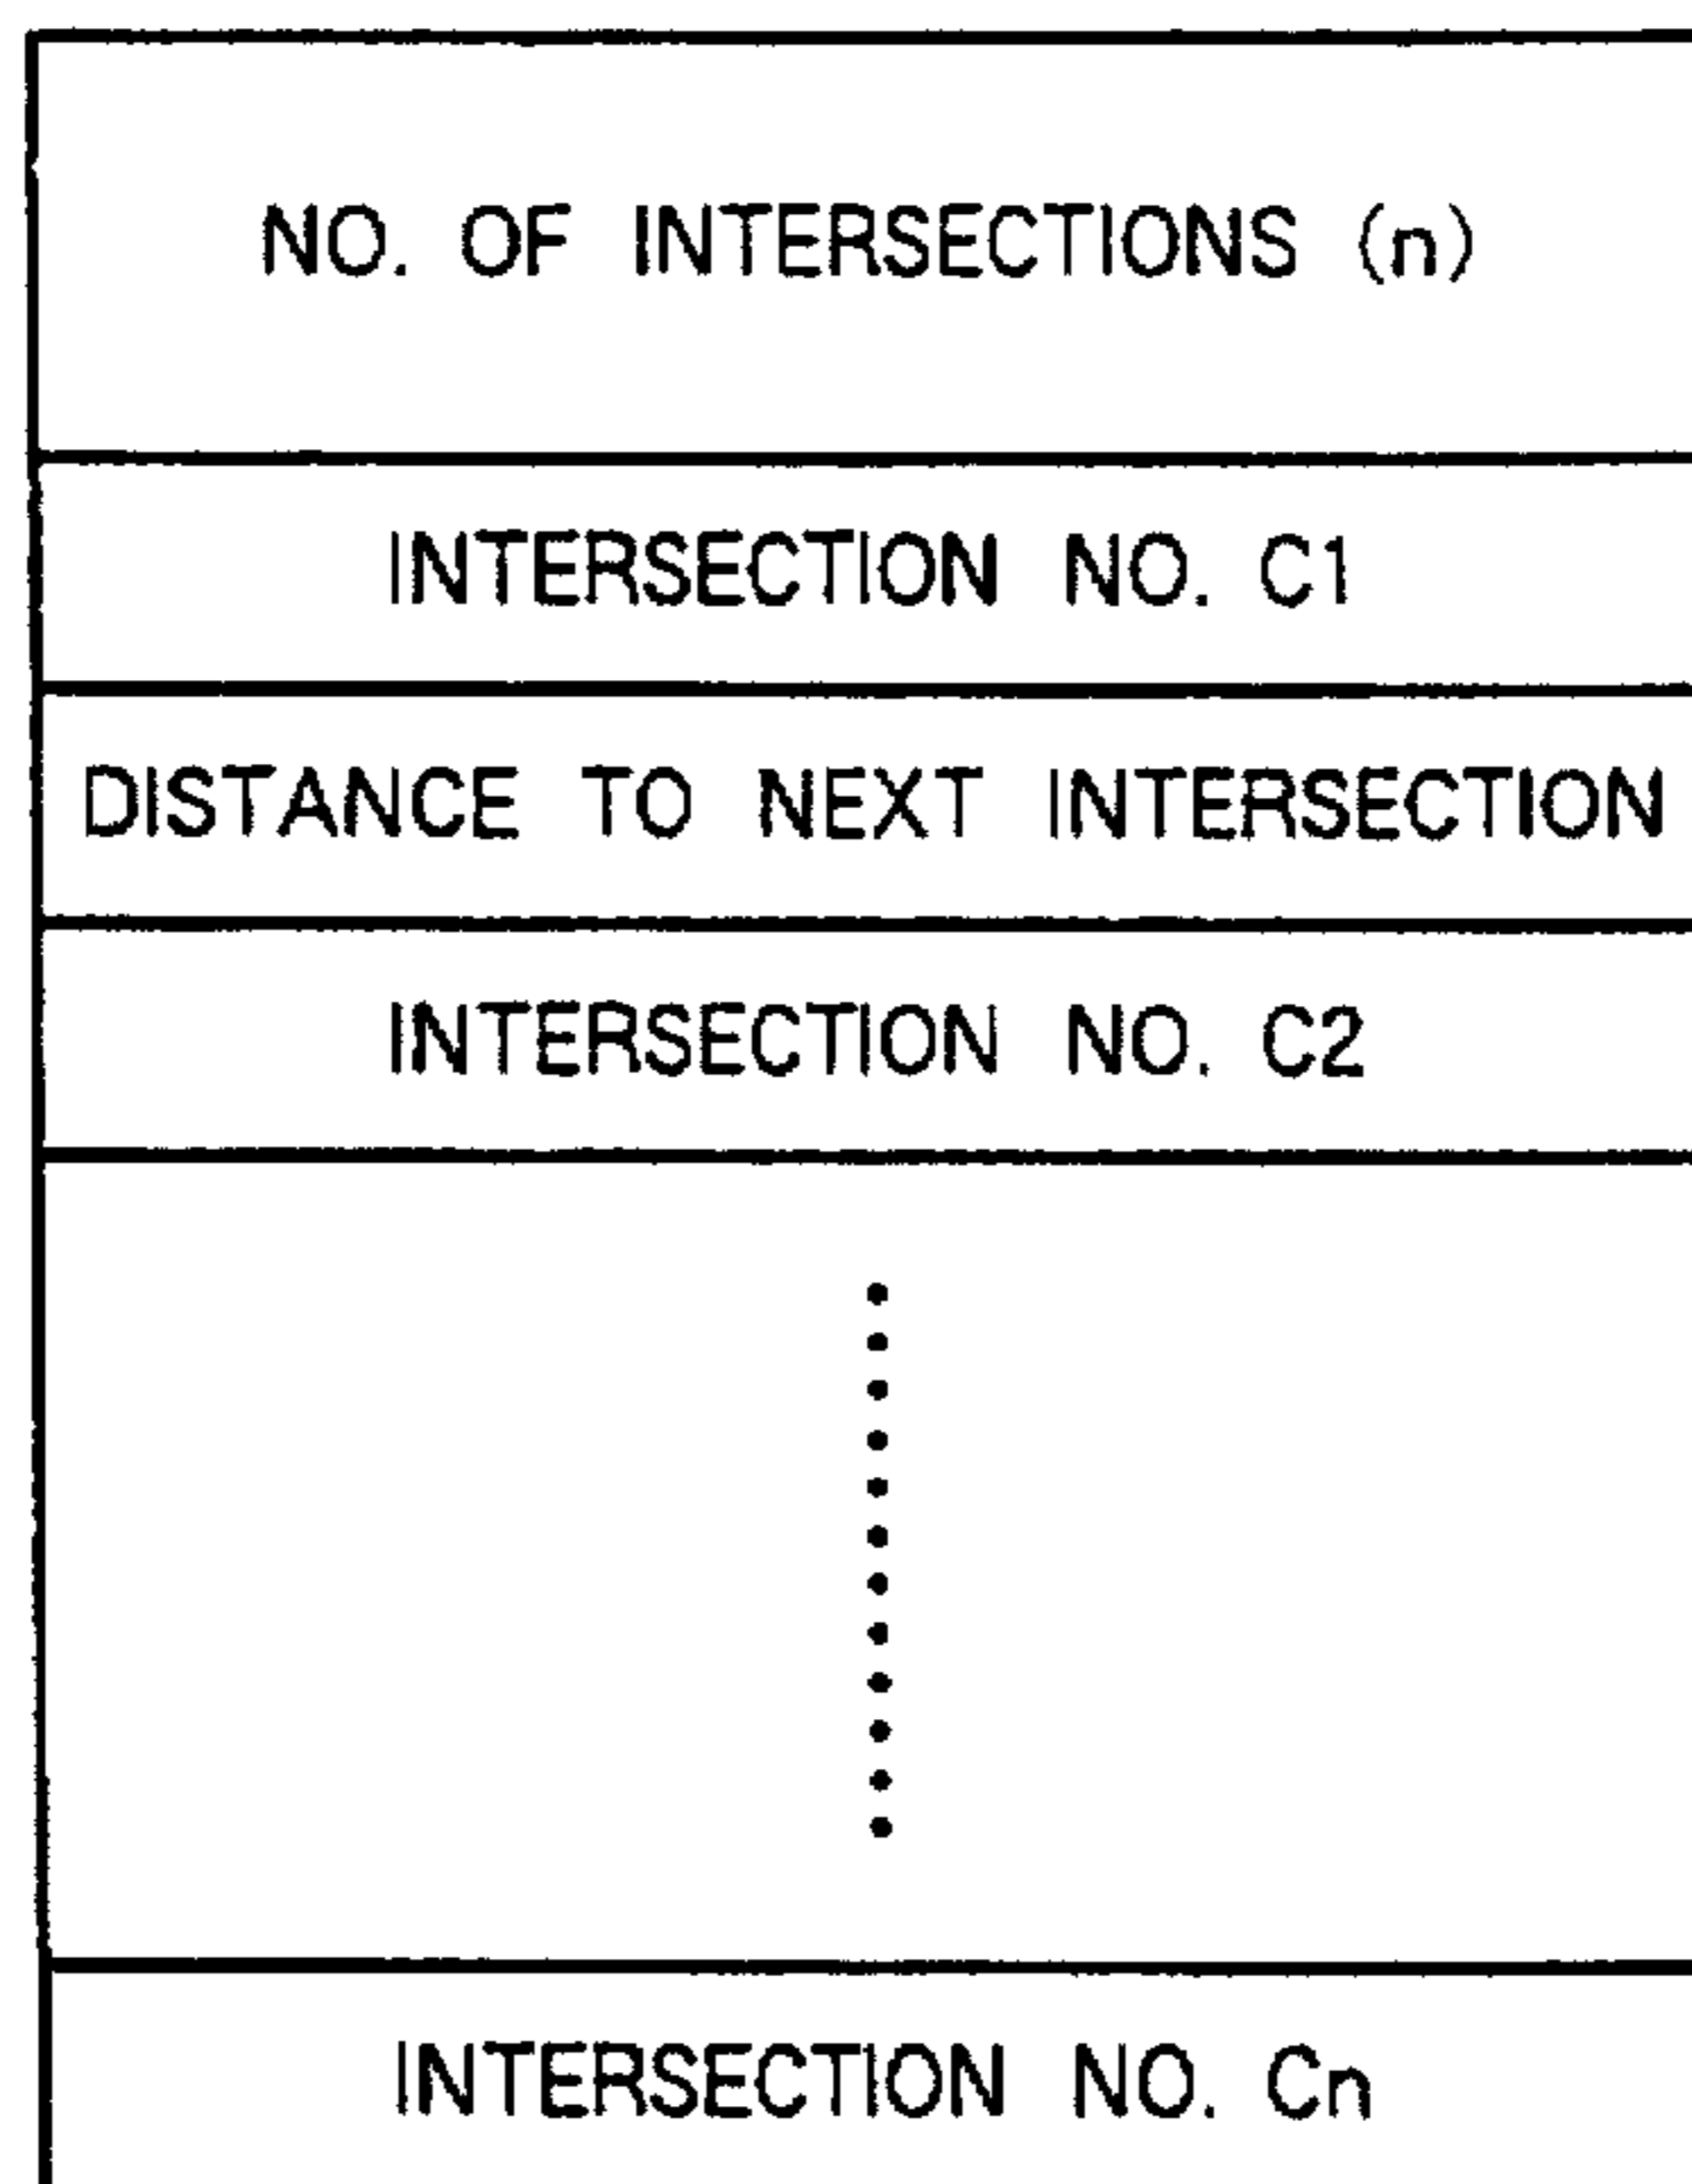 NO. OF INTERSECTIONS (n)
INTERSECTION NO. C1
DISTANCE TO NEXT INTERSECTION
INTERSECTION NO. C2
INTERSECTION NO. Cn